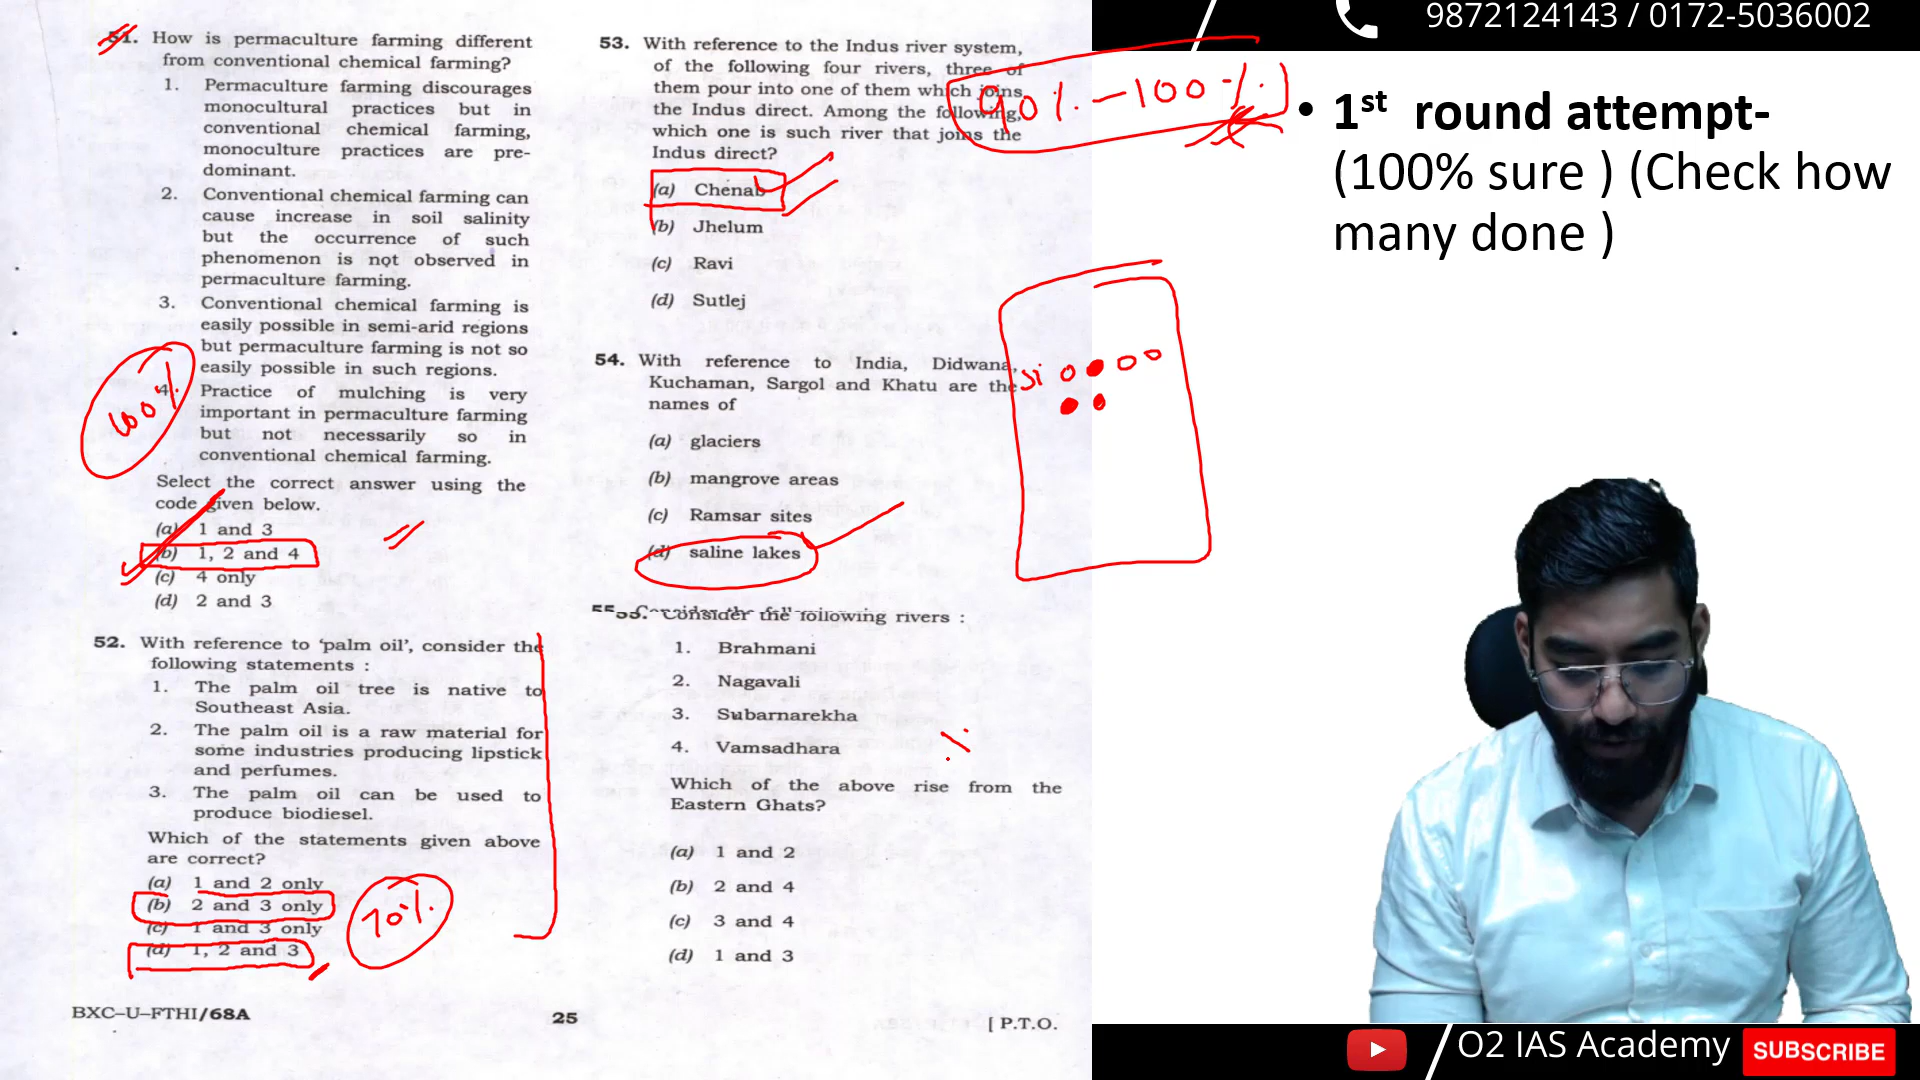 51. How is permaculture farming different
from conventional chemical farming?
1. Permaculture farming discourages
monocultural practices but in
conventional chemical farming,
monoculture practices are pre-
dominant.
2. Conventional chemical farming can
cause increase in soil salinity
but the occurrence of such
phenomenon is not observed in
permaculture farming.
3. Conventional chemical farming is
easily possible in semi-arid regions
but permaculture farming is not so
easily possible in such regions.
4. Practice of mulching is very
important in permaculture farming
but not necessarily so in
conventional chemical farming.
100%
Select the correct answer using the
code given below.
(a) 1 and 3
(b) 1, 2 and 4
(c) 4 only
(d) 2 and 3
52. With reference to 'palm oil', consider the
following statements :
1. The palm oil tree is native to
Southeast Asia.
2. The palm oil is a raw material for
some industries producing lipstick
and perfumes.
3. The palm oil can be used to
produce biodiesel.
Which of the statements given above
are correct?
(a) 1 and 2 only
(b) 2 and 3 only
(c) 1 and 3 only
(d) 1, 2 and 3
70%
BXC-U-FTHI/68A
25
[ P.T.O.
53. With reference to the Indus river system,
of the following four rivers, three of
them pour into one of them which joins
the Indus direct. Among the following,
which one is such river that joins the
Indus direct?
(a) Chenab
(b) Jhelum
(c) Ravi
(d) Sutlej
90% - 100%
54. With reference to India, Didwana,
Kuchaman, Sargol and Khatu are the
names of
(a) glaciers
(b) mangrove areas
(c) Ramsar sites
(d) saline lakes
51
55. Consider the following rivers :
1. Brahmani
2. Nagavali
3. Subarnarekha
4. Vamsadhara
Which of the above rise from the
Eastern Ghats?
(a) 1 and 2
(b) 2 and 4
(c) 3 and 4
(d) 1 and 3
9872124143 / 0172-5036002
• 1st round attempt-
(100% sure ) (Check how
many done )
O2 IAS Academy
SUBSCRIBE